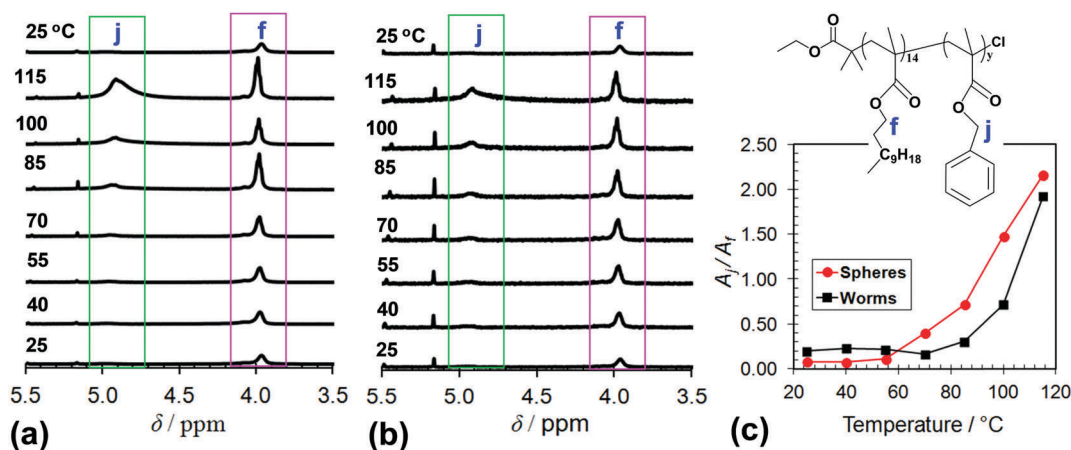 j f
25 °C
115
100
85
70
55
40
25
5.5 5.0 4.5 4.0 3.5
δ / ppm
(a)
j f
25 °C
115
100
85
70
55
40
25
5.5 5.0 4.5 4.0 3.5
δ / ppm
(b)
O
14
y
Cl
O
O
O
O
O
f
j
C9H18
2.50
2.00
1.50
1.00
0.50
0.00
Aj/ Af
Spheres
Worms
20 40 60 80 100 120
Temperature / °C
(c)